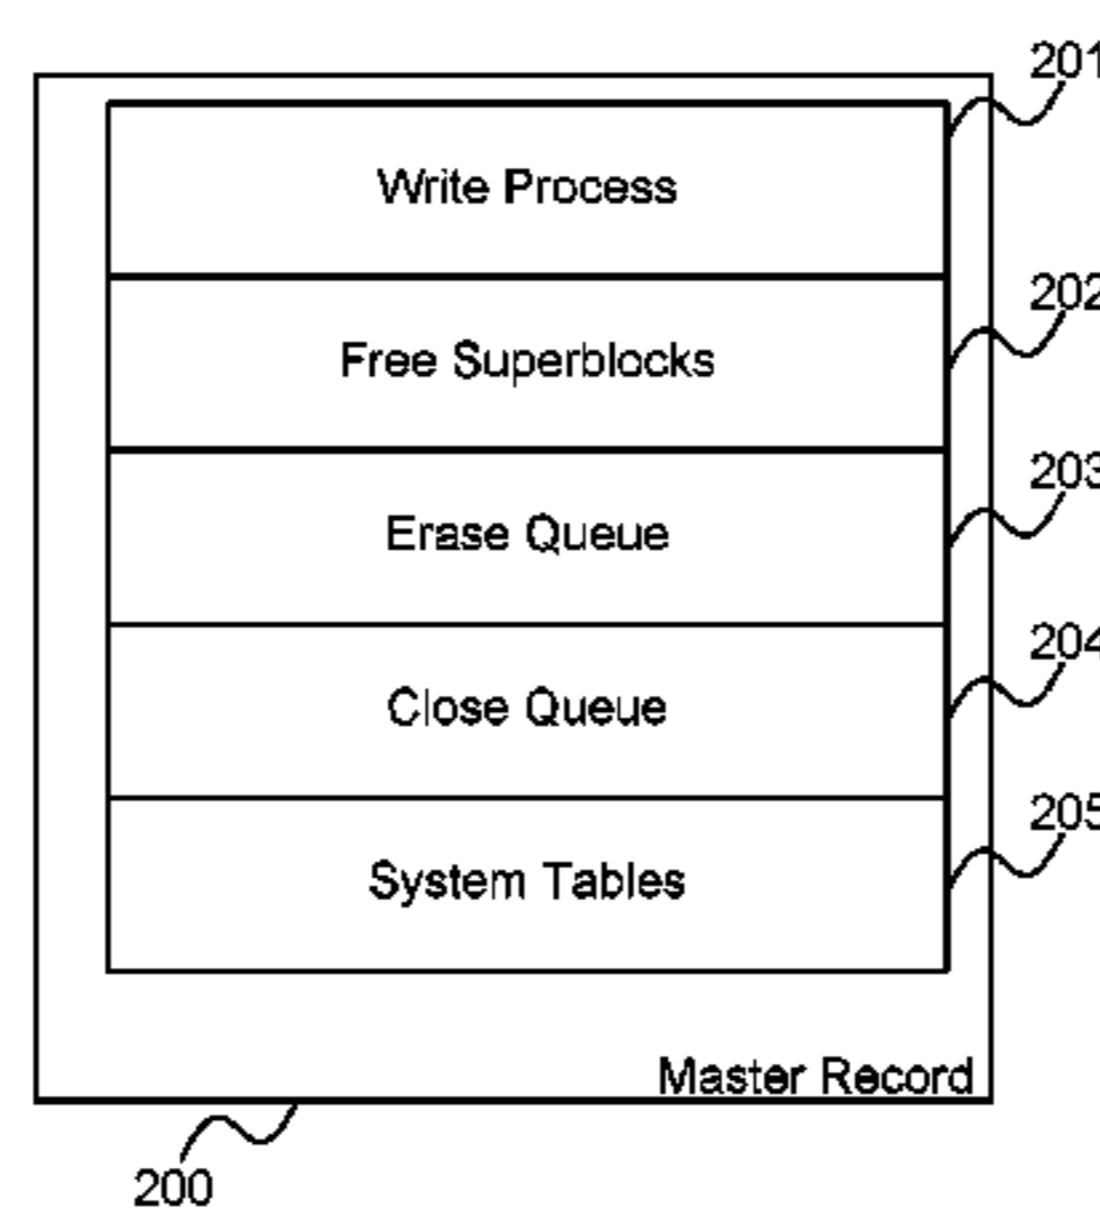 201
Write Process
202
Free Superblocks
203
Erase Queue
204
Close Queue
205
System Tables
Master Record
200